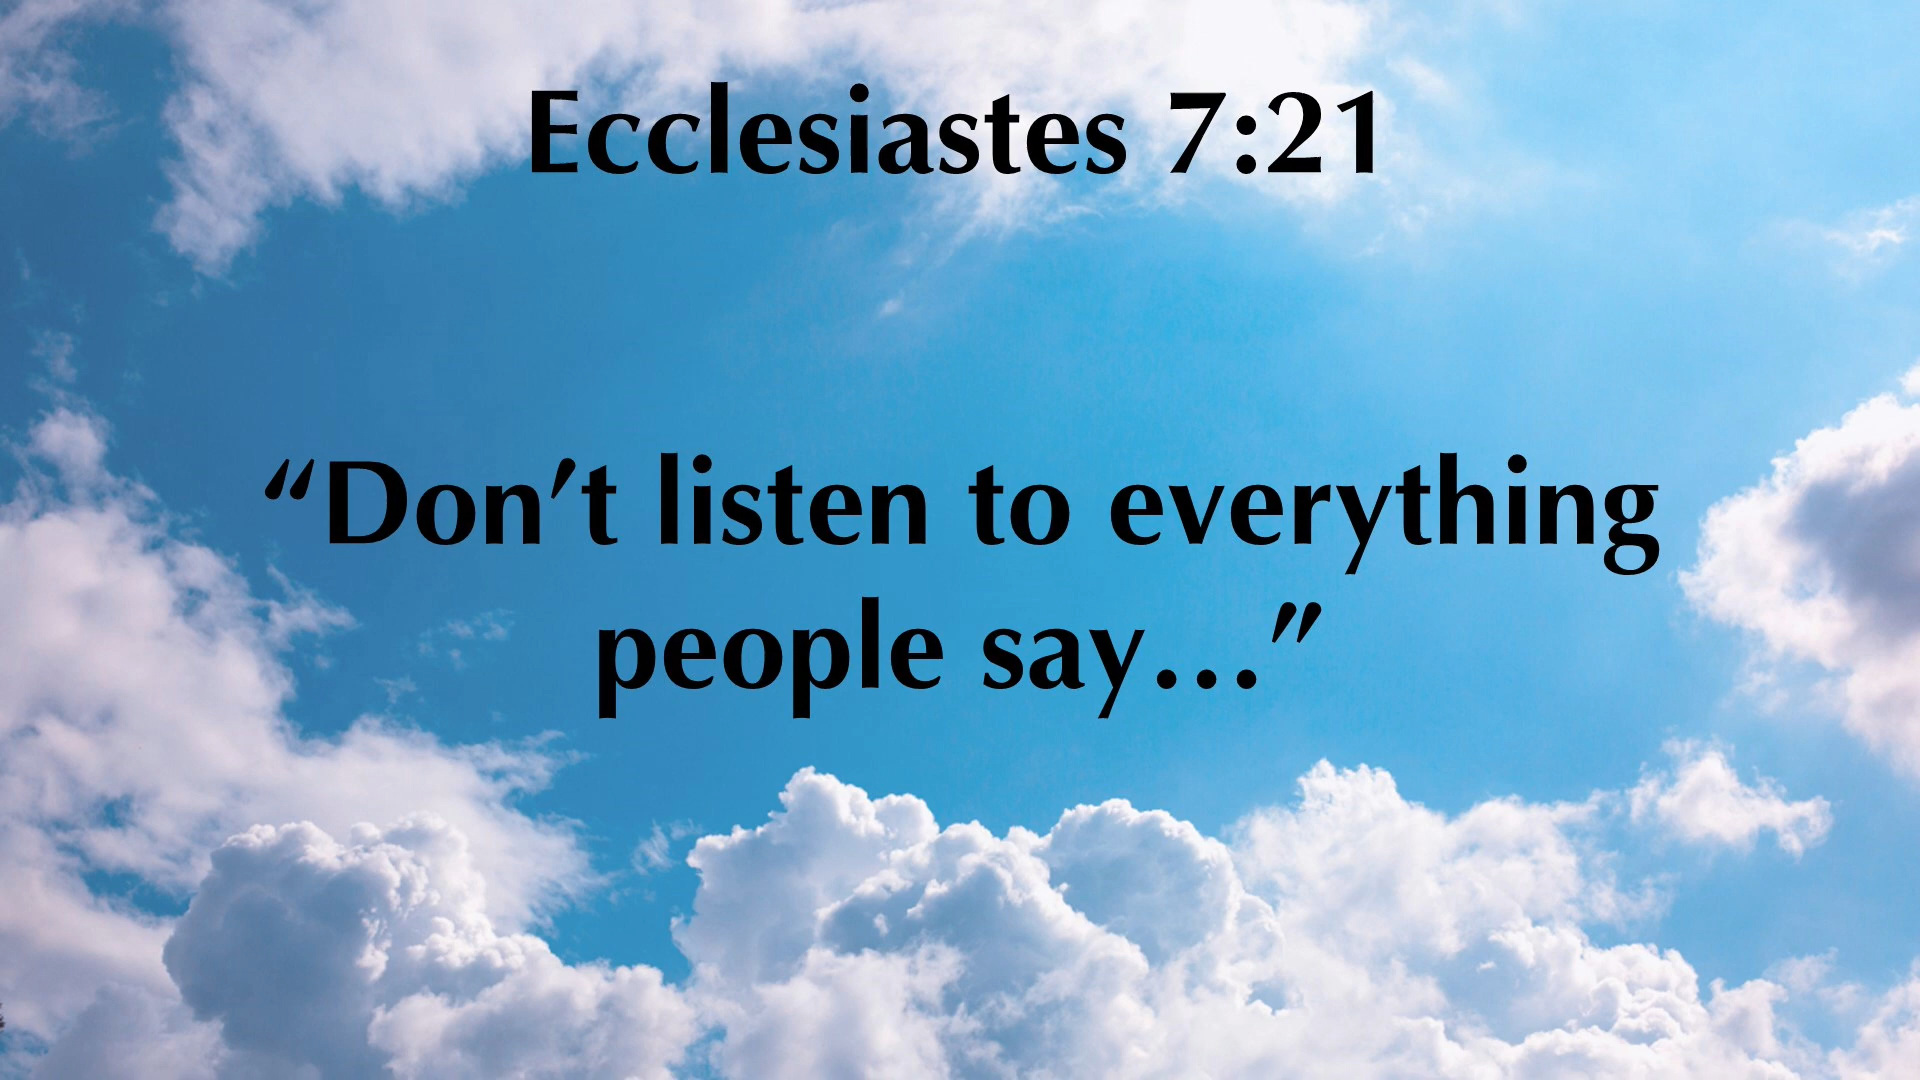 Ecclesiastes 7:21
“Don’t listen to everything
people say…”